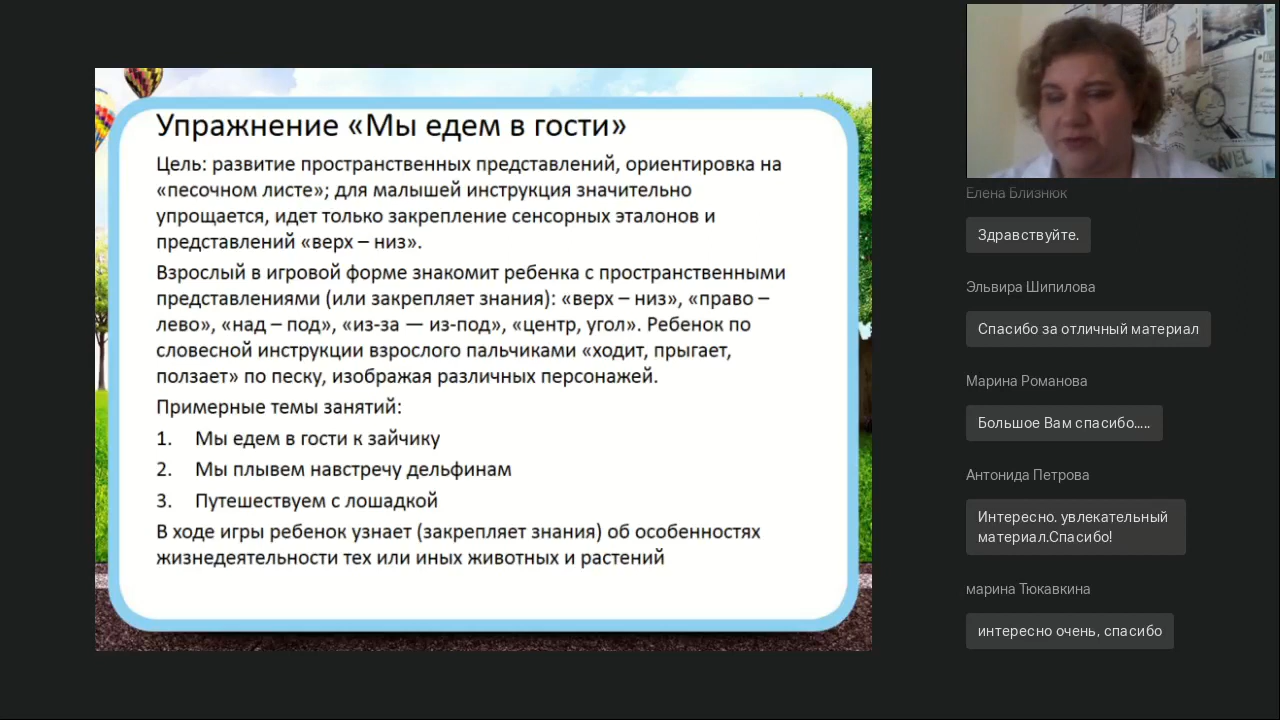 Упражнение «Мы едем в гости»
Цель: развитие пространственных представлений, ориентировка на
«песочном листе»; для малышей инструкция значительно
упрощается, идет только закрепление сенсорных эталонов и
представлений «верх – низ».
Взрослый в игровой форме знакомит ребенка с пространственными
представлениями (или закрепляет знания): «верх – низ», «право –
лево», «над – под», «из-за — из-под», «центр, угол». Ребенок по
словесной инструкции взрослого пальчиками «ходит, прыгает,
ползает» по песку, изображая различных персонажей.
Примерные темы занятий:
1. Мы едем в гости к зайчику
2. Мы плывем навстречу дельфинам
3. Путешествуем с лошадкой
В ходе игры ребенок узнает (закрепляет знания) об особенностях
жизнедеятельности тех или иных животных и растений
TRAVEL
Елена Близнюк
Здравствуйте.
Эльвира Шипилова
Спасибо за отличный материал
Марина Романова
Большое Вам спасибо.....
Антонида Петрова
Интересно. увлекательный
материал.Спасибо!
марина Тюкавкина
интересно очень, спасибо